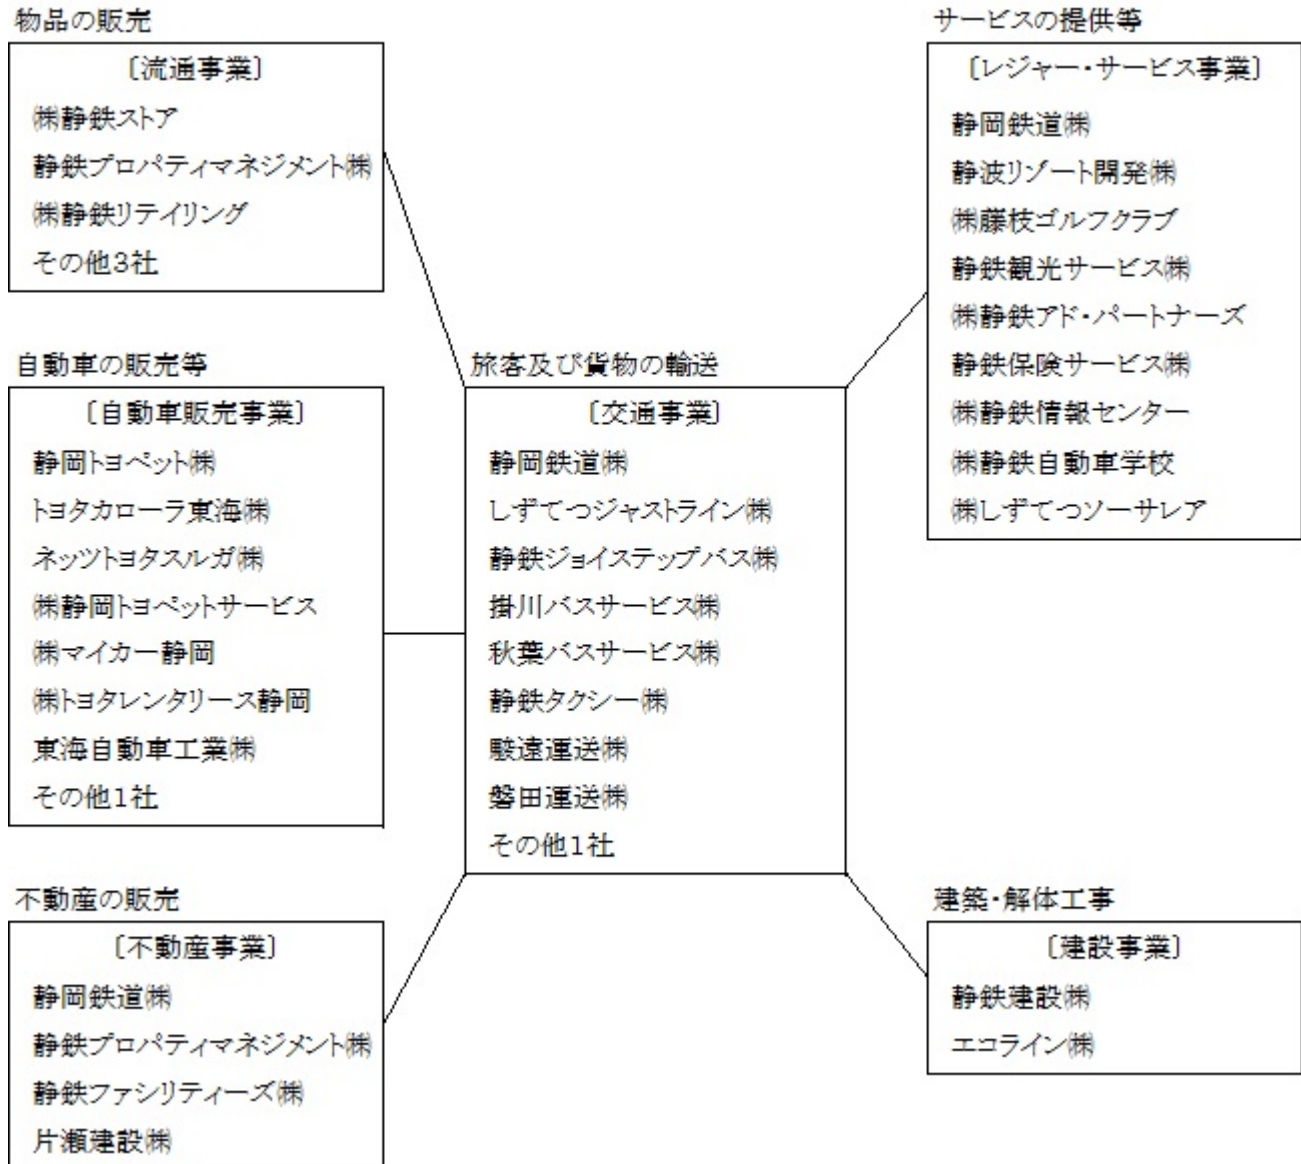 物品の販売
〔流通事業〕
㈱静鉄ストア
静鉄プロパティマネジメント㈱
㈱静鉄リテイリング
その他3社
自動車の販売等
〔自動車販売事業〕
静岡トヨペット㈱
トヨタカローラ東海㈱
ネッツトヨタスルガ㈱
㈱静岡トヨペットサービス
㈱マイカー静岡
㈱トヨタレンタリース静岡
東海自動車工業㈱
その他1社
不動産の販売
〔不動産事業〕
静岡鉄道㈱
静鉄プロパティマネジメント㈱
静鉄ファシリティーズ㈱
片瀬建設㈱
旅客及び貨物の輸送
〔交通事業〕
静岡鉄道㈱
しずてつジャストライン㈱
静鉄ジョイステップバス㈱
掛川バスサービス㈱
秋葉バスサービス㈱
静鉄タクシー㈱
駿遠運送㈱
磐田運送㈱
その他1社
サービスの提供等
〔レジャー・サービス事業〕
静岡鉄道㈱
静波リゾート開発㈱
㈱藤枝ゴルフクラブ
静鉄観光サービス㈱
㈱静鉄アド・パートナーズ
静鉄保険サービス㈱
㈱静鉄情報センター
㈱静鉄自動車学校
㈱しずてつソーサレア
建築・解体工事
〔建設事業〕
静鉄建設㈱
エコライン㈱